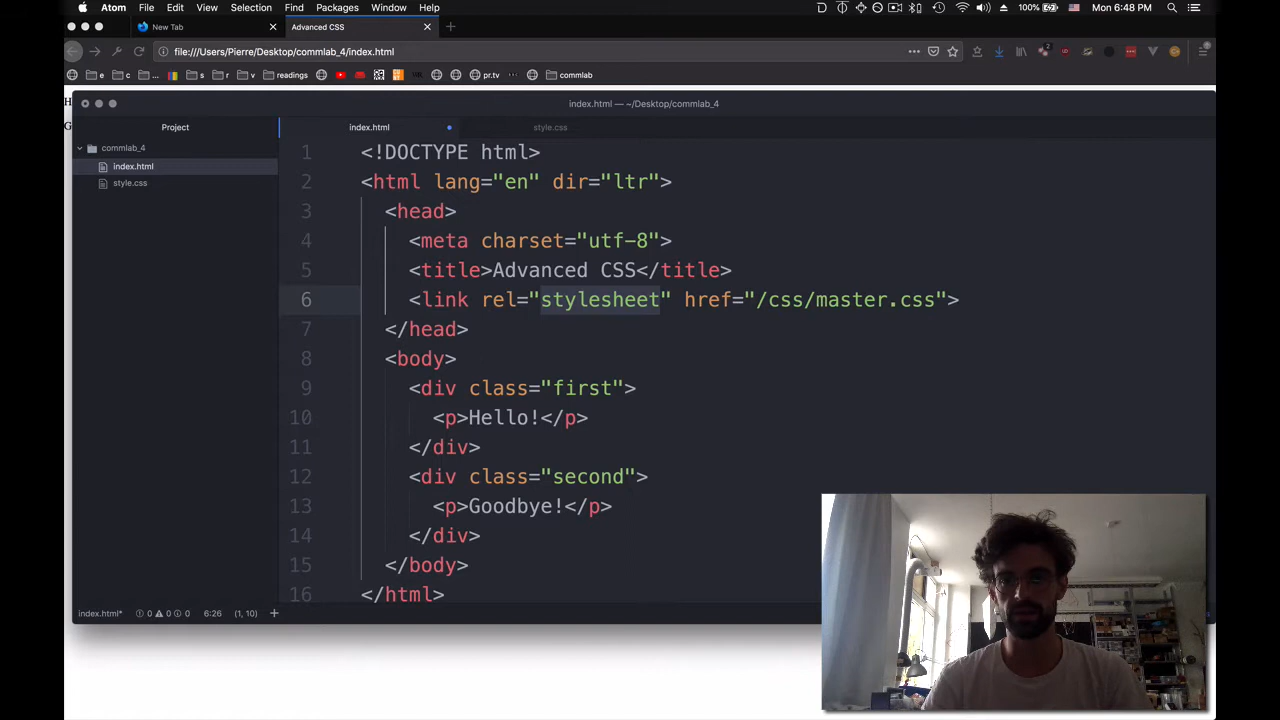 Atom File Edit View Selection Find Packages Window Help 100% Mon 6:48 PM
New Tab Advanced CSS
file:///Users/Pierre/Desktop/commlab_4/index.html
e c ... s r v readings pr.tv commlab
H
index.html — ~/Desktop/commlab_4
G
Project index.html style.css
commlab_4
index.html
style.css
1 <!DOCTYPE html>
2 <html lang="en" dir="ltr">
3 <head>
4 <meta charset="utf-8">
5 <title>Advanced CSS</title>
6 <link rel="stylesheet" href="/css/master.css">
7 </head>
8 <body>
9 <div class="first">
10 <p>Hello!</p>
11 </div>
12 <div class="second">
13 <p>Goodbye!</p>
14 </div>
15 </body>
16 </html>
index.html* 0 0 0 6:26 (1, 10)